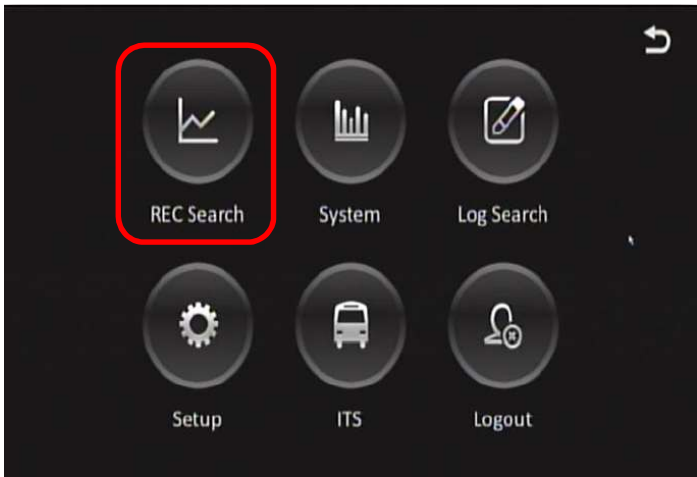 REC Search
System
Log Search
Setup
ITS
Logout